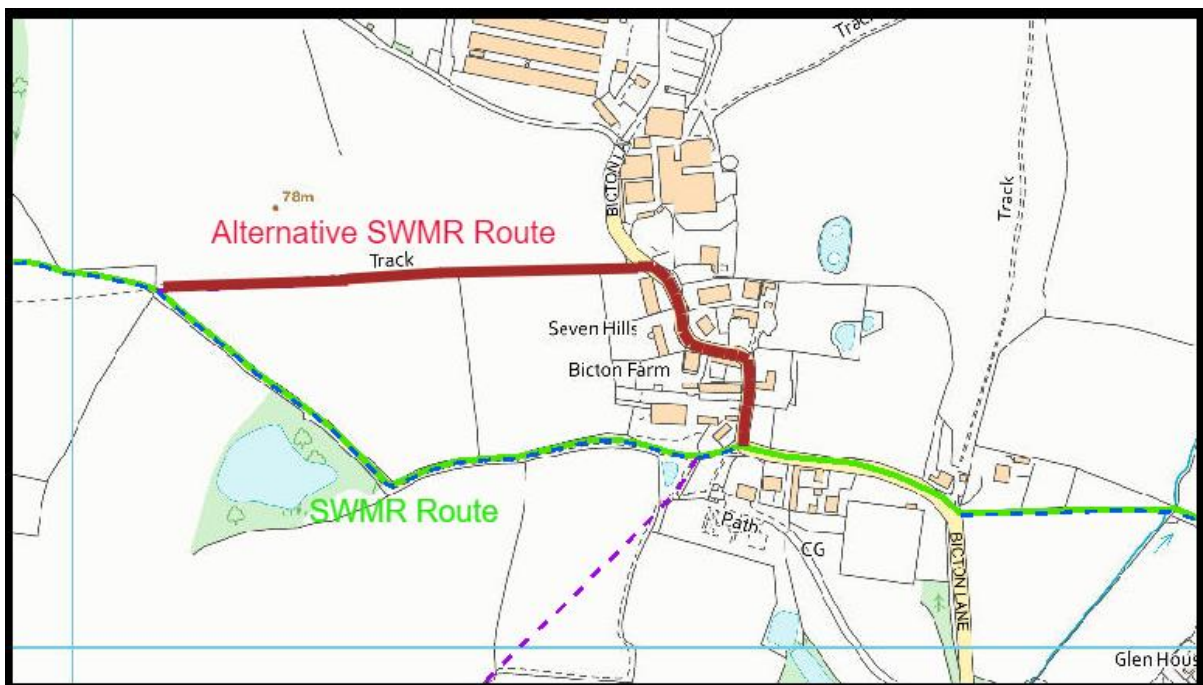 Track
BICTON L
78m
Alternative SWMR Route
Track
Track
Seven Hills
Bicton Farm
SWMR Route
Path
CG
BICTON LANE
Glen Hous